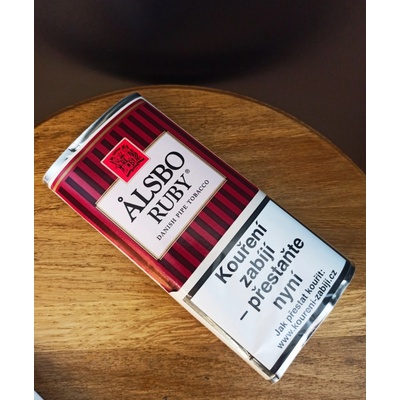 ÅLSBO
RUBY®
DANISH PIPE TOBACCO
Kouření
zabíjí
– přestaňte
nyní
Jak přestat kouřit:
www.koureni-zabiji.cz